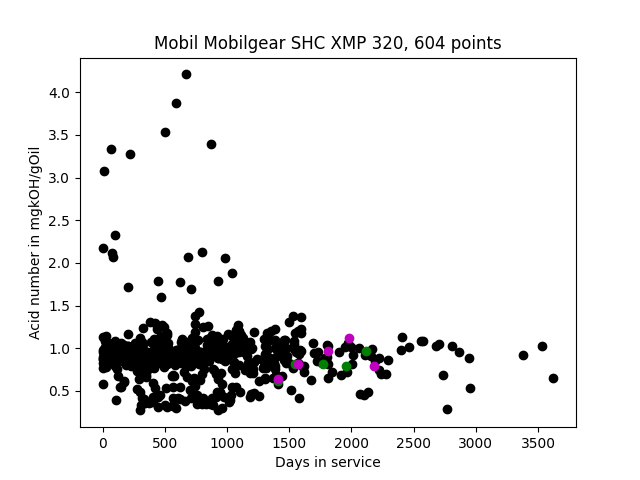 Mobil Mobilgear SHC XMP 320, 604 points
Acid number in mgkOH/gOil
4.0
3.5
3.0
2.5
2.0
1.5
1.0
0.5
0 500 1000 1500 2000 2500 3000 3500
Days in service